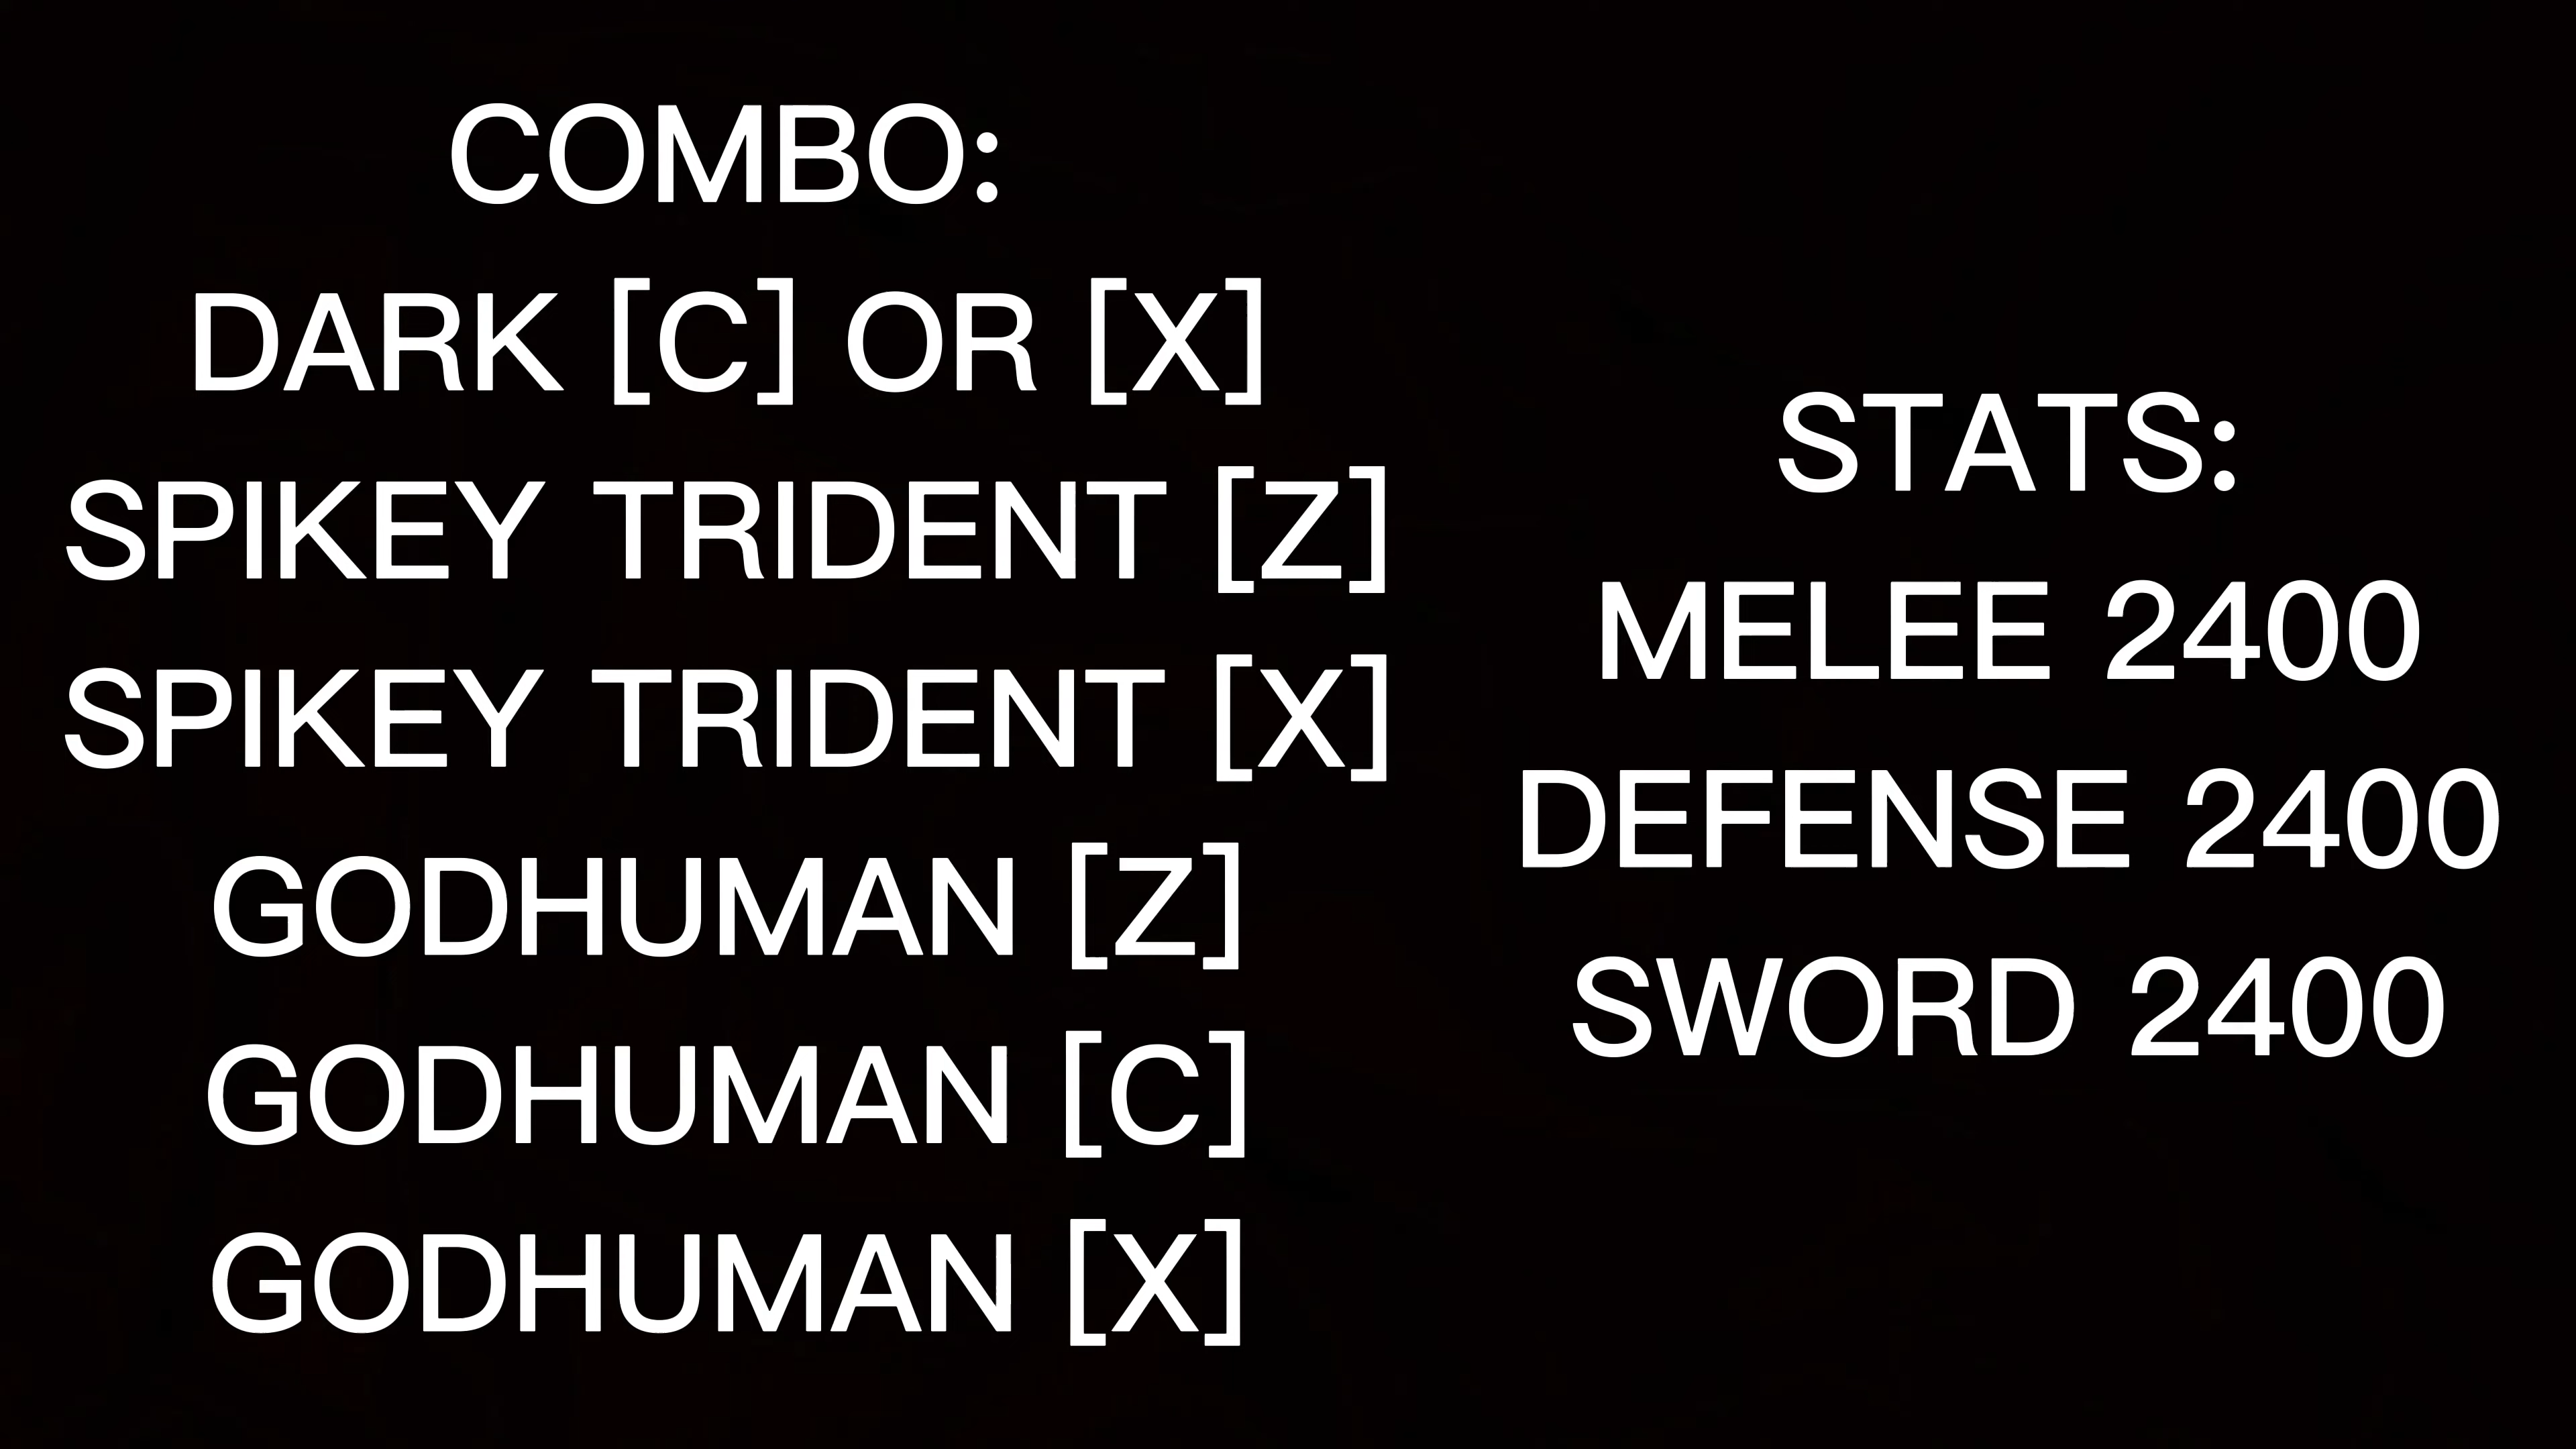 COMBO:
DARK [C] OR [X]
SPIKEY TRIDENT [Z]
SPIKEY TRIDENT [X]
GODHUMAN [Z]
GODHUMAN [C]
GODHUMAN [X]
STATS:
MELEE 2400
DEFENSE 2400
SWORD 2400